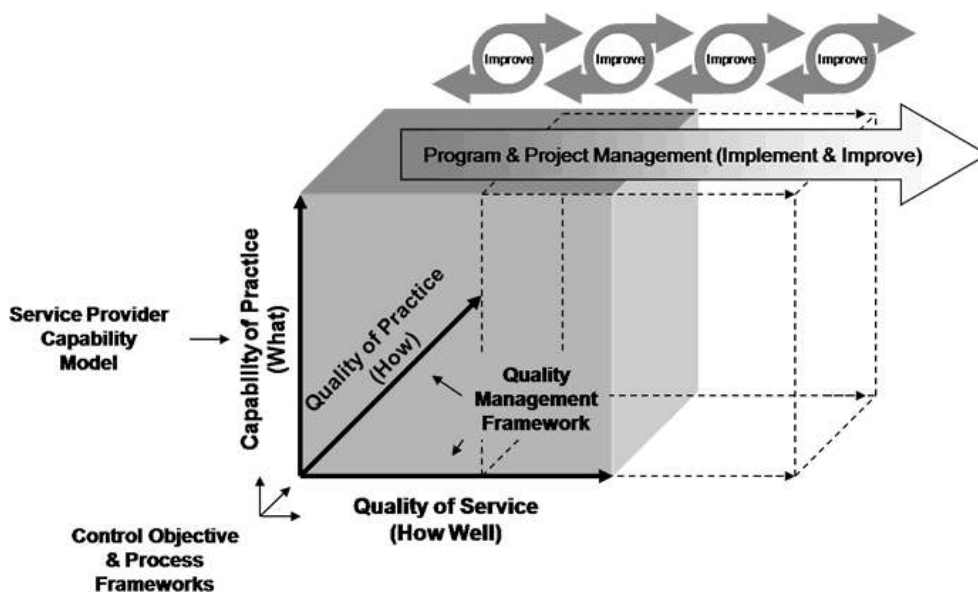 Improve
Improve
Improve
Improve
Program & Project Management (Implement & Improve)
Service Provider
Capability
Model
Capability of Practice
(What)
Quality of Practice
(How)
Quality
Management
Framework
Quality of Service
(How Well)
Control Objective
& Process
Frameworks